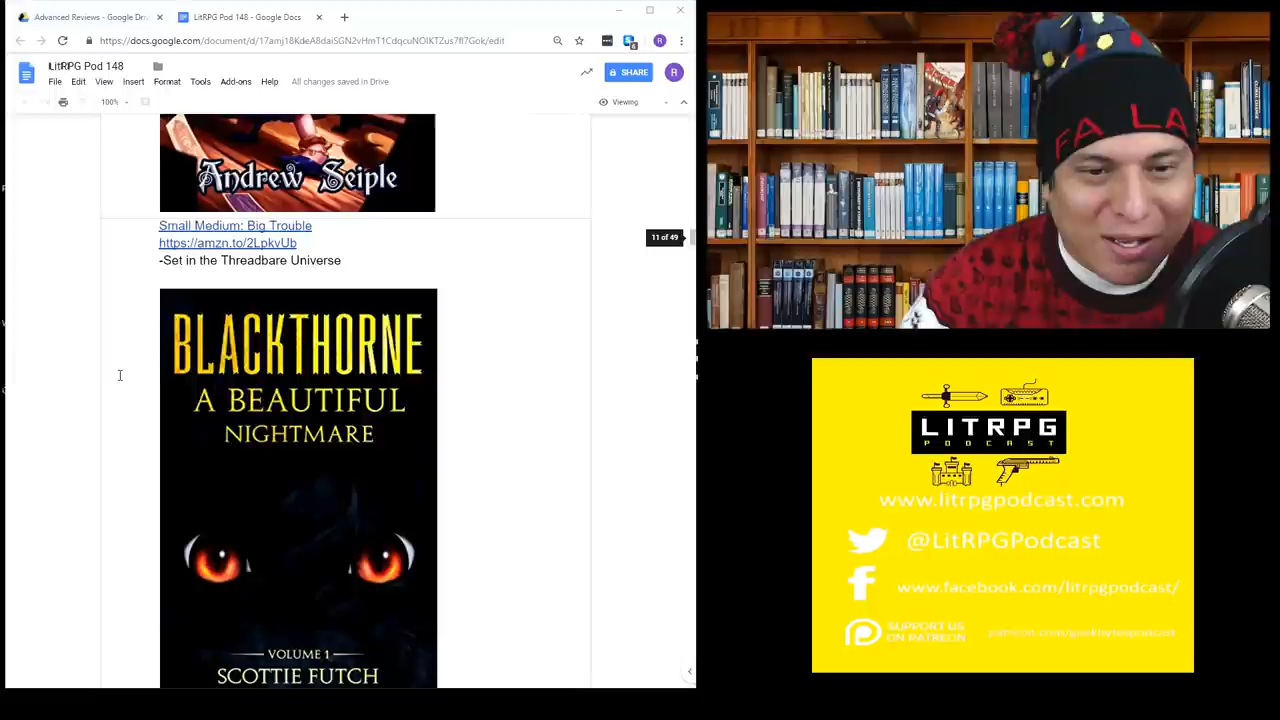 Advanced Reviews - Google Dri
LitRPG Pod 148 - Google Docs
https://docs.google.com/document/d/17amj18KdeA8daiSGN2vHmT1CdqcuNOlKTZus7fl7Gok/edit
LitRPG Pod 148
File Edit View Insert Format Tools Add-ons Help All changes saved in Drive
SHARE
R
100%
Viewing
Andrew Seiple
Small Medium: Big Trouble
https://amzn.to/2LpkvUb
-Set in the Threadbare Universe
11 of 49
BLACKTHORNE
A BEAUTIFUL
NIGHTMARE
VOLUME 1
SCOTTIE FUTCH
FA LA
LITRPG
PODCAST
www.litrpgpodcast.com
@LitRPGPodcast
www.facebook.com/litrpgpodcast/
SUPPORT US
ON PATREON
patreon.com/geekbytespodcast